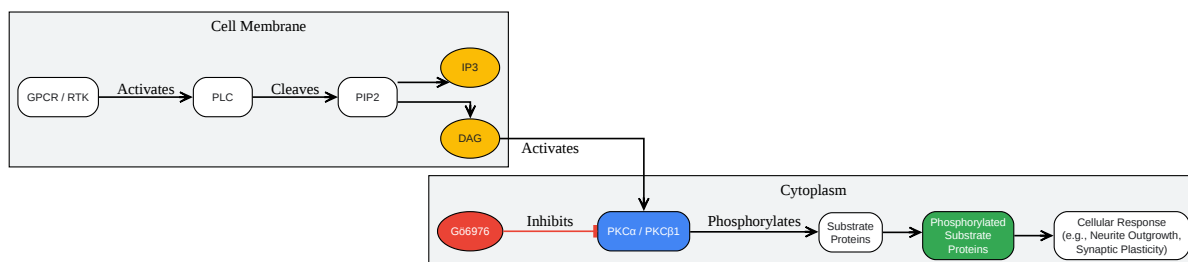 Cell Membrane
IP3
GPCR / RTK
Activates
PLC
Cleaves
PIP2
DAG
Activates
Cytoplasm
Gö6976
Inhibits
PKCα / PKCβ1
Phosphorylates
Substrate
Proteins
Phosphorylated
Substrate
Proteins
Cellular Response
(e.g., Neurite Outgrowth,
Synaptic Plasticity)